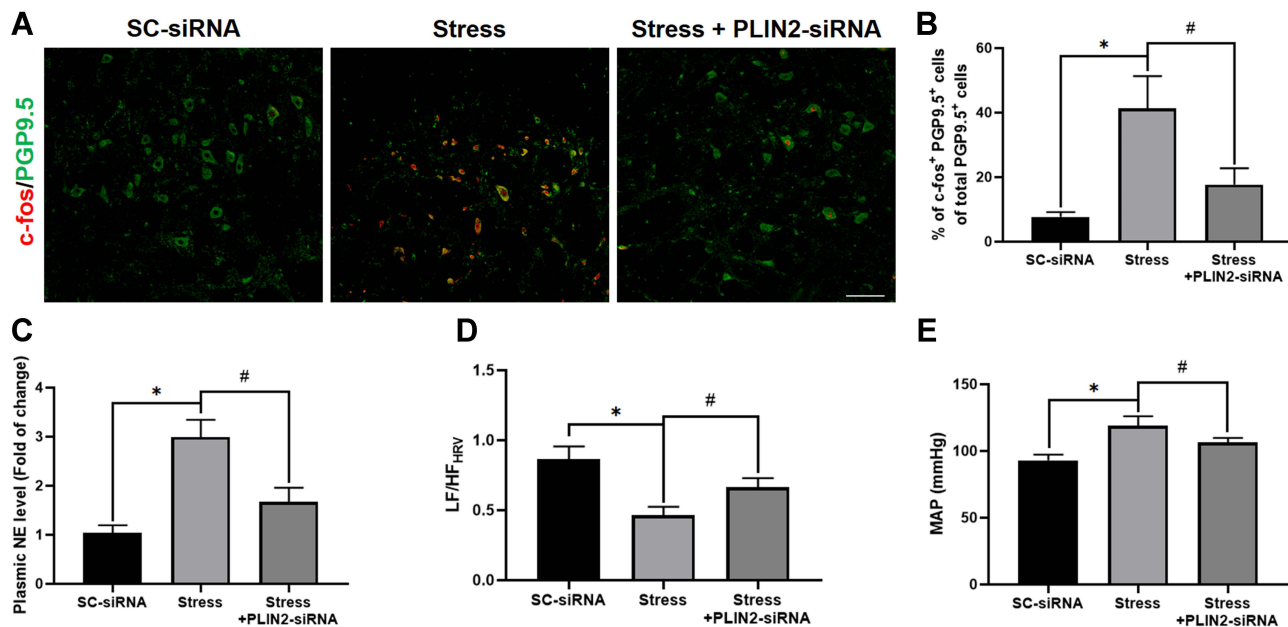 A
SC-siRNA
Stress
Stress + PLIN2-siRNA
c-fos/PGP9.5
B
% of c-fos⁺ PGP9.5⁺ cells
of total PGP9.5⁺ cells
60
40
20
0
*
#
SC-siRNA
Stress
Stress
+PLIN2-siRNA
C
Plasmic NE level (Fold of change)
4
3
2
1
0
*
#
SC-siRNA
Stress
Stress
+PLIN2-siRNA
D
LF/HF_HRV
1.5
1.0
0.5
0.0
*
#
SC-siRNA
Stress
Stress
+PLIN2-siRNA
E
MAP (mmHg)
150
100
50
0
*
#
SC-siRNA
Stress
Stress
+PLIN2-siRNA